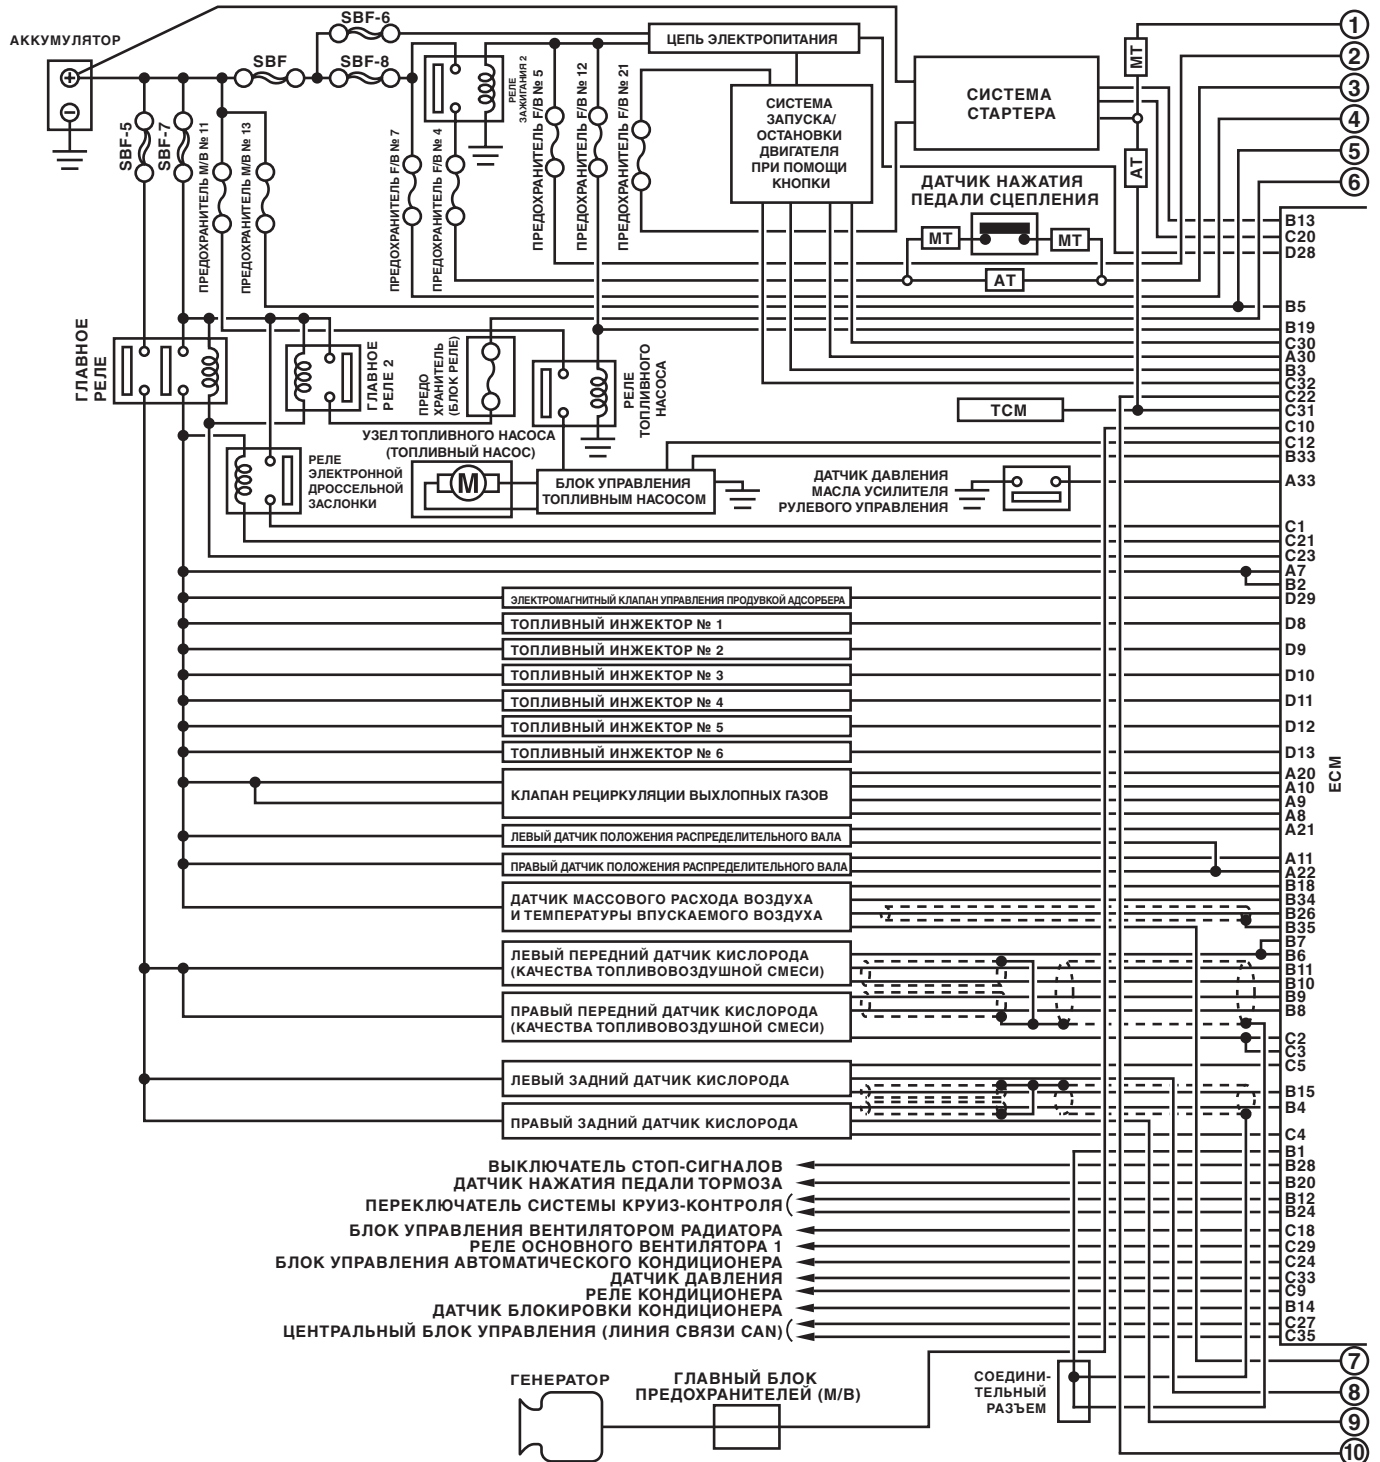 АККУМУЛЯТОР
SBF-6
SBF
SBF-8
SBF-5
SBF-7
ПРЕДОХРАНИТЕЛЬ М/В № 11
ПРЕДОХРАНИТЕЛЬ М/В № 13
ПРЕДОХРАНИТЕЛЬ F/В № 7
ПРЕДОХРАНИТЕЛЬ F/В № 4
РЕЛЕ
ЗАЖИГАНИЯ 2
ПРЕДОХРАНИТЕЛЬ F/В № 5
ПРЕДОХРАНИТЕЛЬ F/В № 12
ПРЕДОХРАНИТЕЛЬ F/В № 21
ЦЕПЬ ЭЛЕКТРОПИТАНИЯ
СИСТЕМА
ЗАПУСКА/
ОСТАНОВКИ
ДВИГАТЕЛЯ
ПРИ ПОМОЩИ
КНОПКИ
СИСТЕМА
СТАРТЕРА
МТ
АТ
1
2
3
4
5
6
ДАТЧИК НАЖАТИЯ
ПЕДАЛИ СЦЕПЛЕНИЯ
МТ
МТ
АТ
ГЛАВНОЕ
РЕЛЕ
ГЛАВНОЕ
РЕЛЕ 2
ПРЕДО
ХРАНИТЕЛЬ
(БЛОК РЕЛЕ)
РЕЛЕ
ТОПЛИВНОГО
НАСОСА
ТСМ
РЕЛЕ
ЭЛЕКТРОННОЙ
ДРОССЕЛЬНОЙ
ЗАСЛОНКИ
УЗЕЛ ТОПЛИВНОГО НАСОСА
(ТОПЛИВНЫЙ НАСОС)
М
БЛОК УПРАВЛЕНИЯ
ТОПЛИВНЫМ НАСОСОМ
ДАТЧИК ДАВЛЕНИЯ
МАСЛА УСИЛИТЕЛЯ
РУЛЕВОГО УПРАВЛЕНИЯ
ЭЛЕКТРОМАГНИТНЫЙ КЛАПАН УПРАВЛЕНИЯ ПРОДУВКОЙ АДСОРБЕРА
ТОПЛИВНЫЙ ИНЖЕКТОР № 1
ТОПЛИВНЫЙ ИНЖЕКТОР № 2
ТОПЛИВНЫЙ ИНЖЕКТОР № 3
ТОПЛИВНЫЙ ИНЖЕКТОР № 4
ТОПЛИВНЫЙ ИНЖЕКТОР № 5
ТОПЛИВНЫЙ ИНЖЕКТОР № 6
КЛАПАН РЕЦИРКУЛЯЦИИ ВЫХЛОПНЫХ ГАЗОВ
ЛЕВЫЙ ДАТЧИК ПОЛОЖЕНИЯ РАСПРЕДЕЛИТЕЛЬНОГО ВАЛА
ПРАВЫЙ ДАТЧИК ПОЛОЖЕНИЯ РАСПРЕДЕЛИТЕЛЬНОГО ВАЛА
ДАТЧИК МАССОВОГО РАСХОДА ВОЗДУХА
И ТЕМПЕРАТУРЫ ВПУСКАЕМОГО ВОЗДУХА
ЛЕВЫЙ ПЕРЕДНИЙ ДАТЧИК КИСЛОРОДА
(КАЧЕСТВА ТОПЛИВОВОЗДУШНОЙ СМЕСИ)
ПРАВЫЙ ПЕРЕДНИЙ ДАТЧИК КИСЛОРОДА
(КАЧЕСТВА ТОПЛИВОВОЗДУШНОЙ СМЕСИ)
ЛЕВЫЙ ЗАДНИЙ ДАТЧИК КИСЛОРОДА
ПРАВЫЙ ЗАДНИЙ ДАТЧИК КИСЛОРОДА
ВЫКЛЮЧАТЕЛЬ СТОП-СИГНАЛОВ
ДАТЧИК НАЖАТИЯ ПЕДАЛИ ТОРМОЗА
ПЕРЕКЛЮЧАТЕЛЬ СИСТЕМЫ КРУИЗ-КОНТРОЛЯ (
БЛОК УПРАВЛЕНИЯ ВЕНТИЛЯТОРОМ РАДИАТОРА
РЕЛЕ ОСНОВНОГО ВЕНТИЛЯТОРА 1
БЛОК УПРАВЛЕНИЯ АВТОМАТИЧЕСКОГО КОНДИЦИОНЕРА
ДАТЧИК ДАВЛЕНИЯ
РЕЛЕ КОНДИЦИОНЕРА
ДАТЧИК БЛОКИРОВКИ КОНДИЦИОНЕРА
ЦЕНТРАЛЬНЫЙ БЛОК УПРАВЛЕНИЯ (ЛИНИЯ СВЯЗИ CAN) (
B13
C20
D28
B5
B19
C30
A30
B3
C32
C22
C31
C10
C12
B33
A33
C1
C21
C23
A7
B2
D29
D8
D9
D10
D11
D12
D13
A20
A10
A9
A8
A21
A11
A22
B18
B34
B26
B35
B7
B6
B11
B10
B9
B8
C2
C3
C5
B15
B4
C4
B1
B28
B20
B12
B24
C18
C29
C24
C33
C9
B14
C27
C35
ECM
ГЕНЕРАТОР
ГЛАВНЫЙ БЛОК
ПРЕДОХРАНИТЕЛЕЙ (М/В)
СОЕДИНИ-
ТЕЛЬНЫЙ
РАЗЪЕМ
7
8
9
10